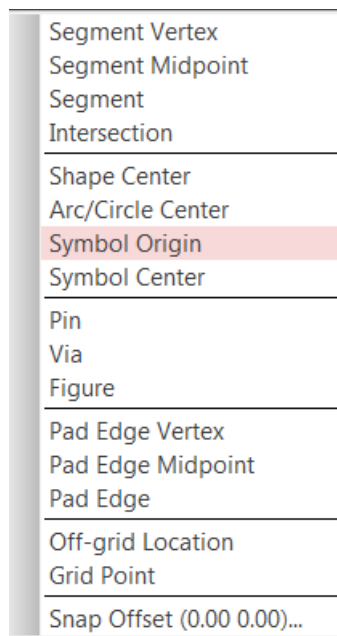 Segment Vertex
Segment Midpoint
Segment
Intersection
Shape Center
Arc/Circle Center
Symbol Origin
Symbol Center
Pin
Via
Figure
Pad Edge Vertex
Pad Edge Midpoint
Pad Edge
Off-grid Location
Grid Point
Snap Offset (0.00 0.00)...